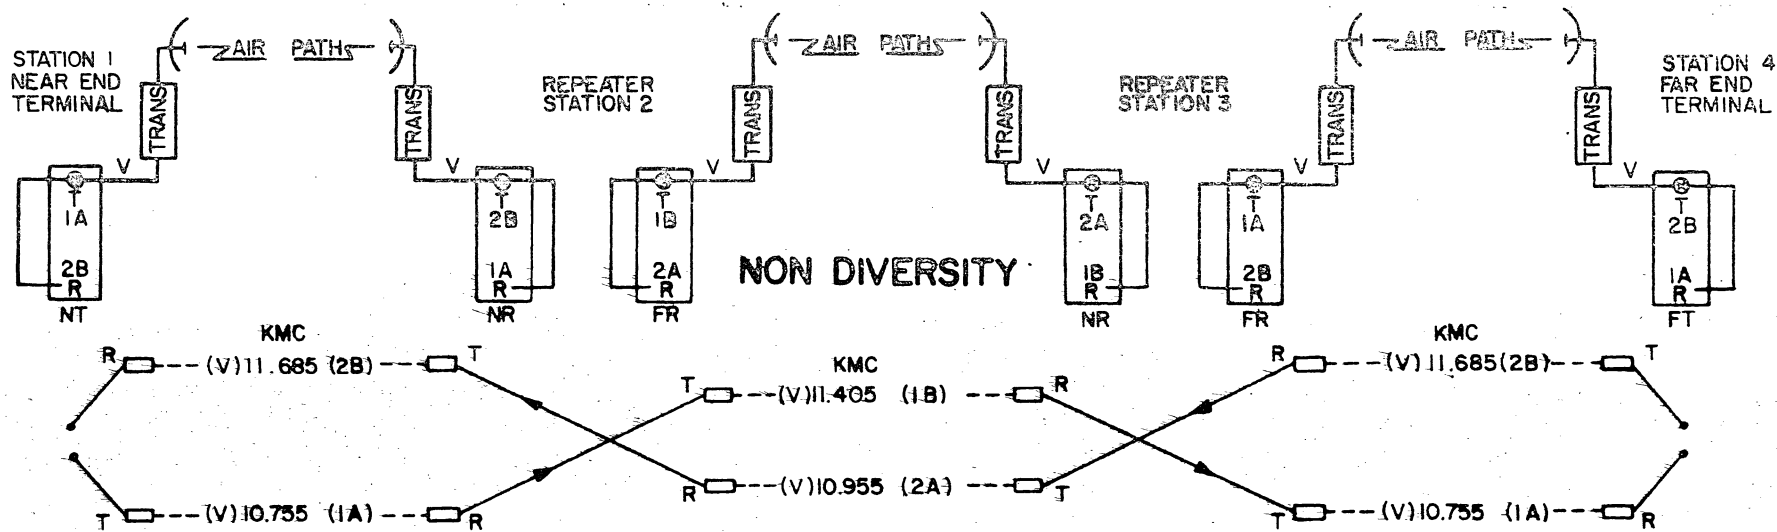 STATION 1
NEAR END
TERMINAL
AIR PATH
REPEATER
STATION 2
AIR PATH
REPEATER
STATION 3
AIR PATH
STATION 4
FAR END
TERMINAL
TRANS
TRANS
TRANS
TRANS
TRANS
TRANS
V
V
V
V
V
V
T
1A
2B
R
NT
T
2B
1A
R
NR
T
1B
2A
R
FR
NON DIVERSITY
T
2A
1B
R
NR
T
1A
2B
R
FR
T
2B
1A
R
FT
KMC
R (V)11.685 (2B) T
KMC
T (V)11.405 (1B) R
KMC
R (V)11.685(2B) T
R (V)10.955 (2A) T
T (V)10.755 (1A) R
T (V)10.755 (1A) R